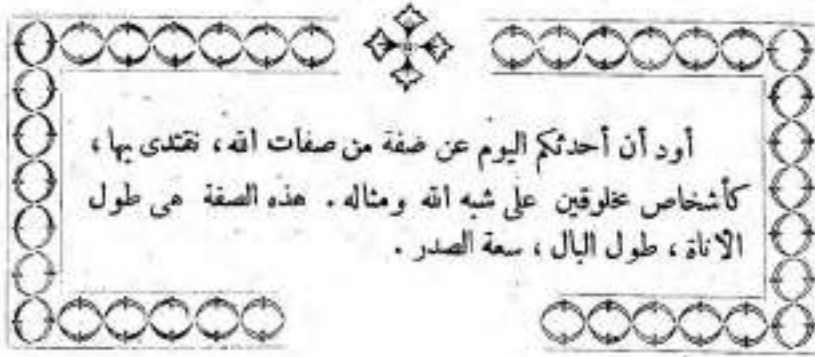 أود أن أحدثكم اليوم عن صفة من صفات الله، نقتدى بها،
كأشخاص مخلوقين على شبه الله ومثاله. هذه الصفة هى طول
الاناة، طول البال، سعة الصدر.